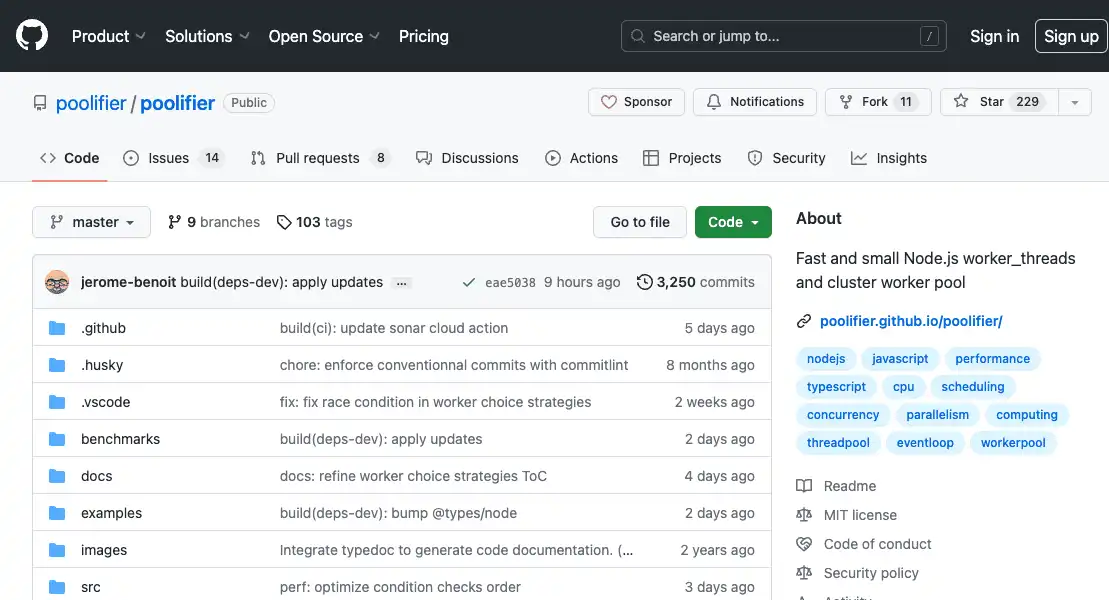 Product Solutions Open Source Pricing Search or jump to... / Sign in Sign up
poolifier / poolifier Public Sponsor Notifications Fork 11 Star 229
Code Issues 14 Pull requests 8 Discussions Actions Projects Security Insights
master 9 branches 103 tags Go to file Code
jerome-benoit build(deps-dev): apply updates ... eae5038 9 hours ago 3,250 commits
.github build(ci): update sonar cloud action 5 days ago
.husky chore: enforce conventionnal commits with commitlint 8 months ago
.vscode fix: fix race condition in worker choice strategies 2 weeks ago
benchmarks build(deps-dev): apply updates 2 days ago
docs docs: refine worker choice strategies ToC 4 days ago
examples build(deps-dev): bump @types/node 2 days ago
images Integrate typedoc to generate code documentation. (... 2 years ago
src perf: optimize condition checks order 3 days ago
About
Fast and small Node.js worker_threads
and cluster worker pool
poolifier.github.io/poolifier/
nodejs javascript performance
typescript cpu scheduling
concurrency parallelism computing
threadpool eventloop workerpool
Readme
MIT license
Code of conduct
Security policy
Activity